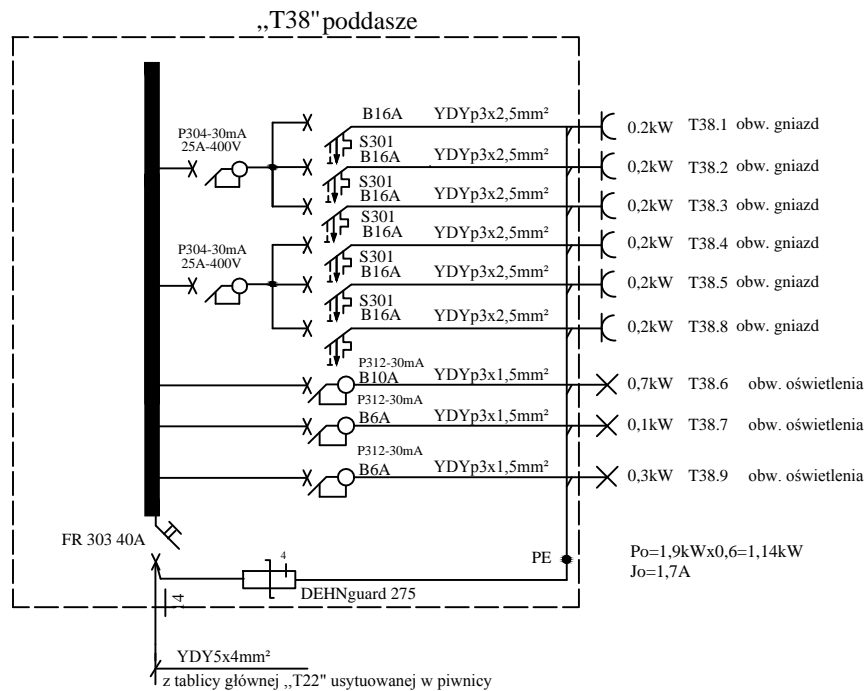 ,,T38" poddasze
B16A YDYp3x2,5mm² 0.2kW T38.1 obw. gniazd
P304-30mA
25A-400V
S301
B16A YDYp3x2,5mm² 0,2kW T38.2 obw. gniazd
S301
B16A YDYp3x2,5mm² 0,2kW T38.3 obw. gniazd
S301
B16A YDYp3x2,5mm² 0,2kW T38.4 obw. gniazd
P304-30mA
25A-400V
S301
B16A YDYp3x2,5mm² 0,2kW T38.5 obw. gniazd
S301
B16A YDYp3x2,5mm² 0,2kW T38.8 obw. gniazd
P312-30mA
B10A YDYp3x1,5mm² 0,7kW T38.6 obw. oświetlenia
P312-30mA
B6A YDYp3x1,5mm² 0,1kW T38.7 obw. oświetlenia
P312-30mA
B6A YDYp3x1,5mm² 0,3kW T38.9 obw. oświetlenia
FR 303 40A
4
PE
Po=1,9kWx0,6=1,14kW
Jo=1,7A
DEHNguard 275
14
YDY5x4mm²
z tablicy głównej ,,T22" usytuowanej w piwnicy